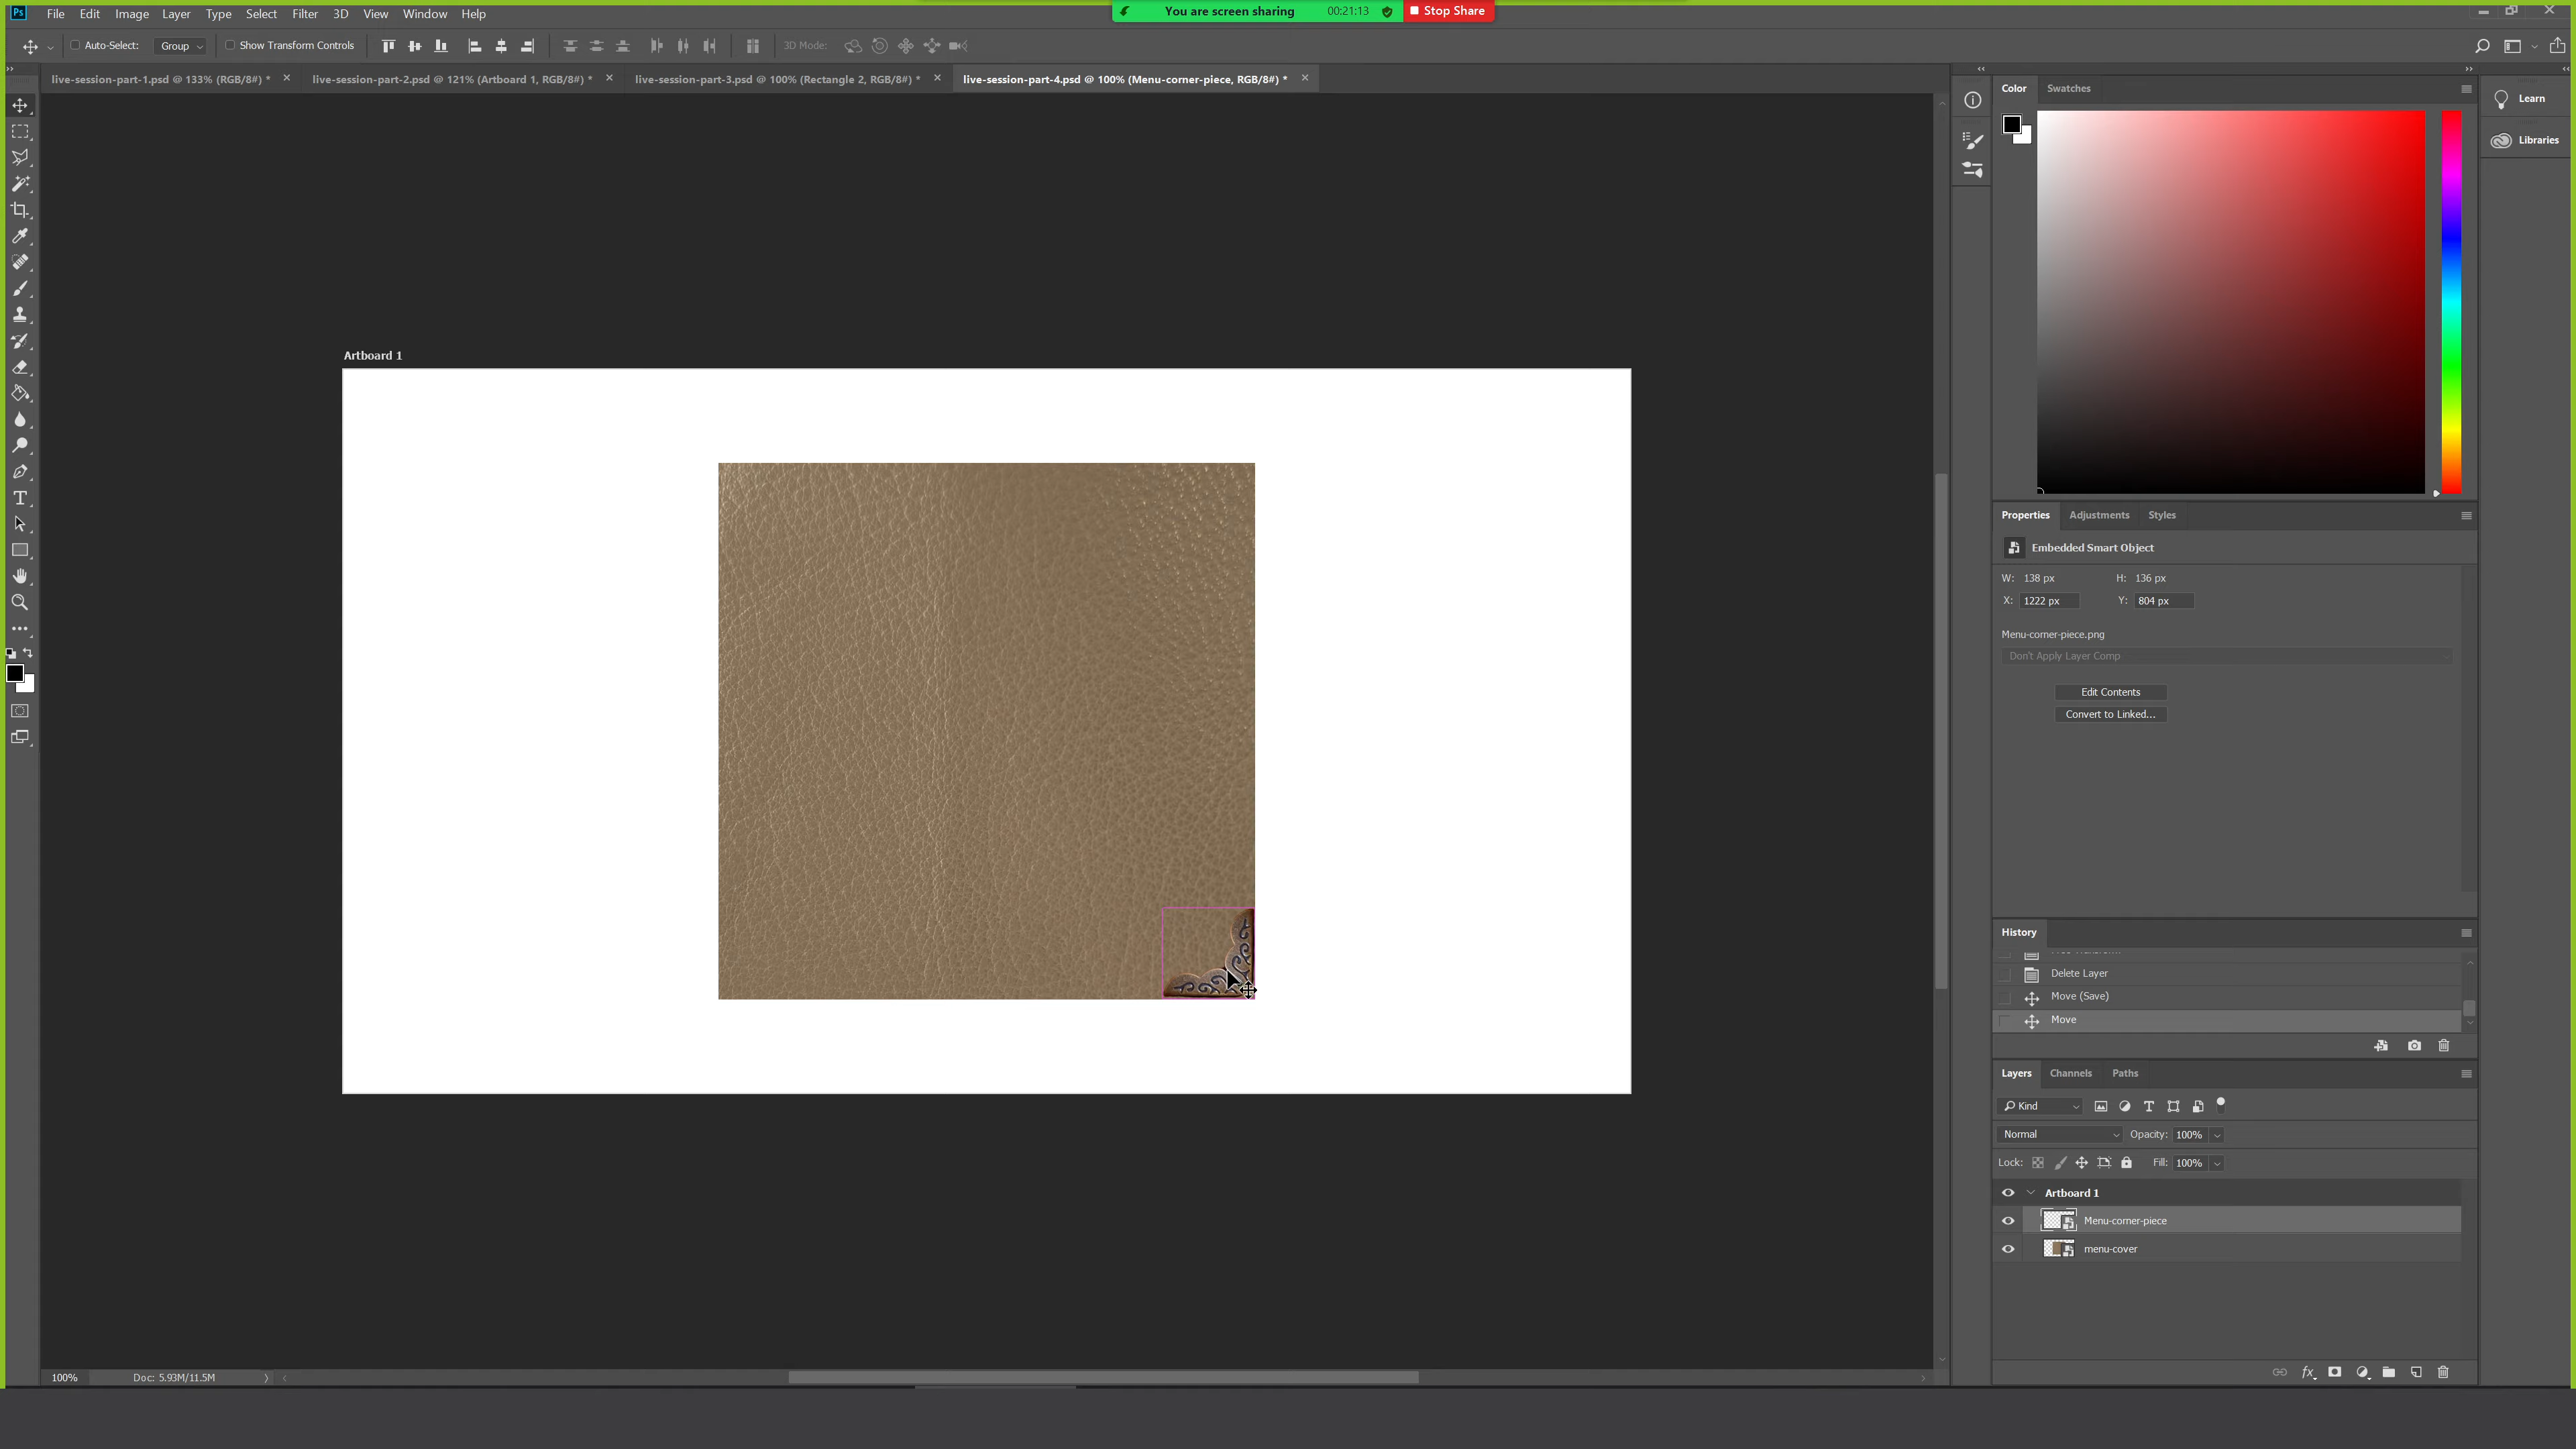 Ps File Edit Image Layer Type Select Filter 3D View Window Help
You are screen sharing 00:21:13 Stop Share
Auto-Select: Group Show Transform Controls 3D Mode:
live-session-part-1.psd @ 133% (RGB/8#) * live-session-part-2.psd @ 121% (Artboard 1, RGB/8#) * live-session-part-3.psd @ 100% (Rectangle 2, RGB/8#) * live-session-part-4.psd @ 100% (Menu-corner-piece, RGB/8#) *
Color Swatches
Learn
Libraries
Artboard 1
Properties Adjustments Styles
Embedded Smart Object
W: 138 px H: 136 px
X: 1222 px Y: 804 px
Menu-corner-piece.png
Don't Apply Layer Comp
Edit Contents
Convert to Linked...
History
Delete Layer
Move (Save)
Move
Layers Channels Paths
Kind
Normal Opacity: 100%
Lock: Fill: 100%
Artboard 1
Menu-corner-piece
menu-cover
fx
100% Doc: 5.93M/11.5M